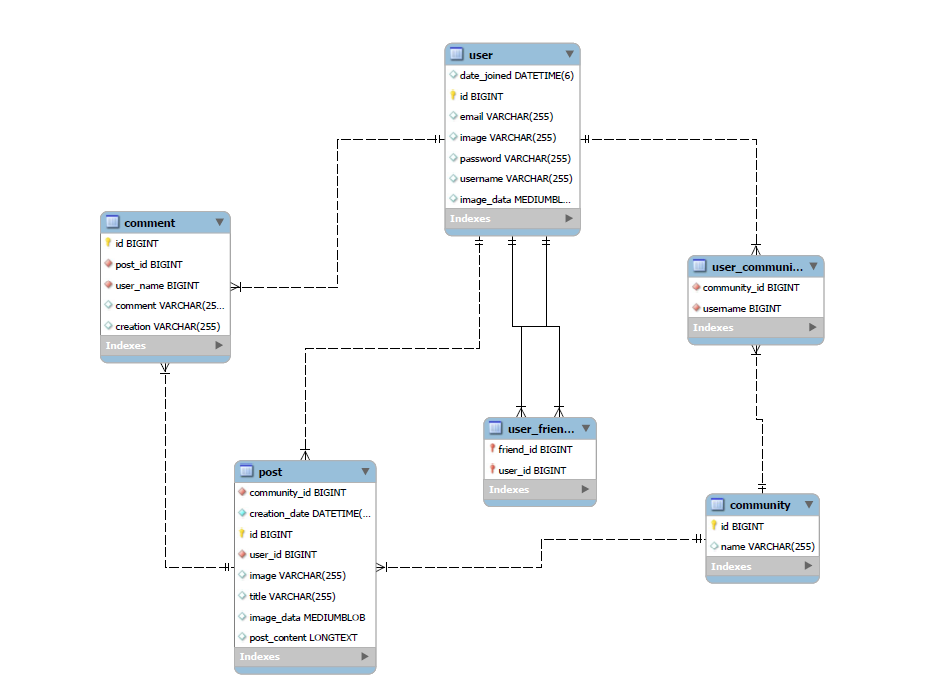 user
date_joined DATETIME(6)
id BIGINT
email VARCHAR(255)
image VARCHAR(255)
password VARCHAR(255)
username VARCHAR(255)
image_data MEDIUMBL...
Indexes
comment
id BIGINT
post_id BIGINT
user_name BIGINT
comment VARCHAR(25...
creation VARCHAR(255)
Indexes
user_communi...
community_id BIGINT
username BIGINT
Indexes
user_frien...
friend_id BIGINT
user_id BIGINT
Indexes
post
community_id BIGINT
creation_date DATETIME(...
id BIGINT
user_id BIGINT
image VARCHAR(255)
title VARCHAR(255)
image_data MEDIUMBLOB
post_content LONGTEXT
Indexes
community
id BIGINT
name VARCHAR(255)
Indexes